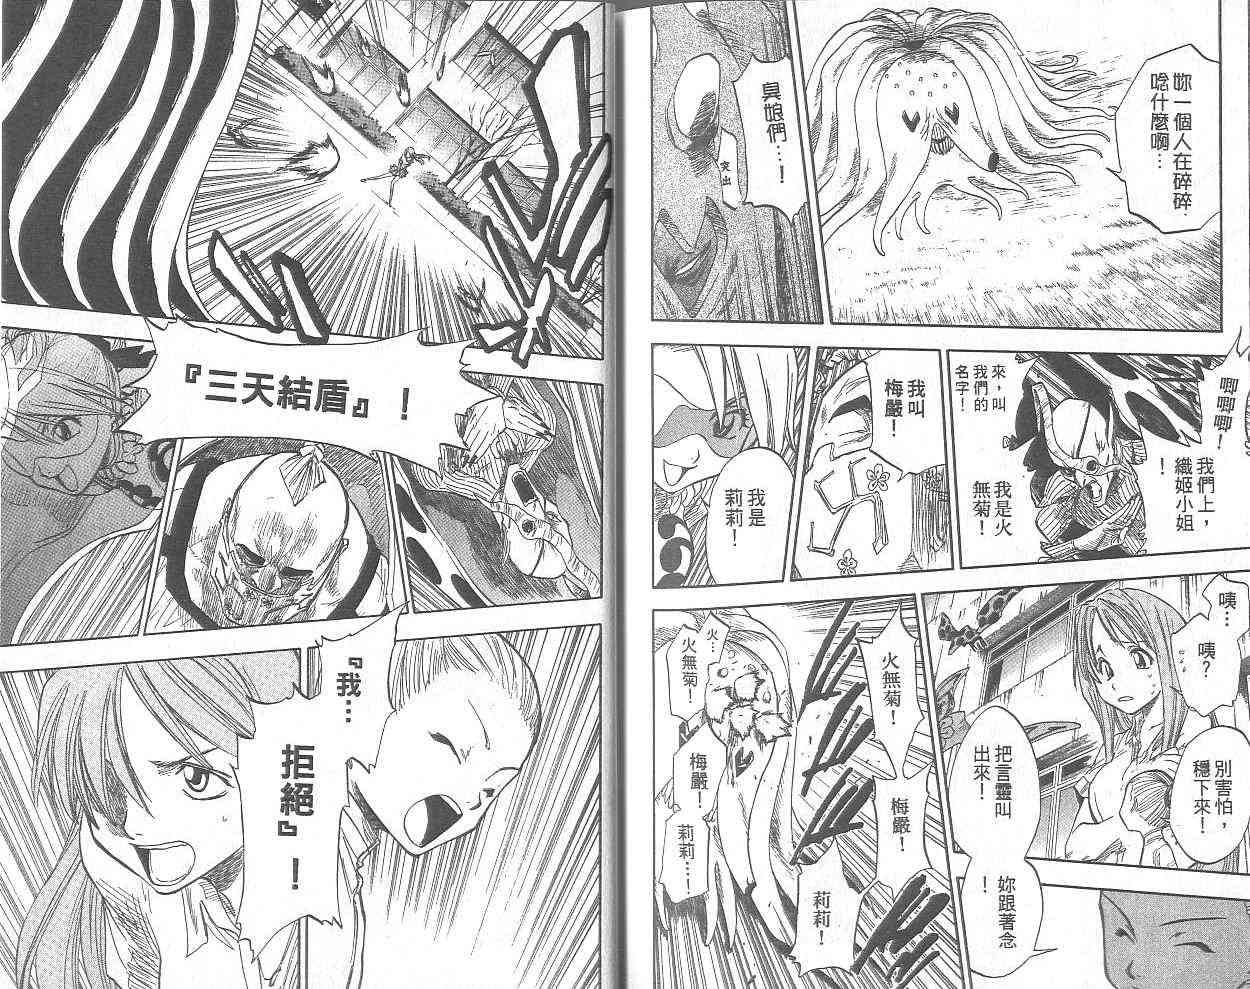 妳一個人在碎碎
唸什麼啊…
臭娘們…！
突出
嘿嘿嘿！
我們上，
織姬小姐
！
來，叫
我們的
名字！
我是火
無菊！
我叫
梅嚴！
我是
莉莉！
咦…
咦？
別害怕，
穩下來！
把言靈叫
出來！
妳跟著念
！
火無菊！
梅嚴！
莉莉！
火…
火無菊！
梅嚴！
莉莉…！
『三天結盾』！
『我…
拒絕』！